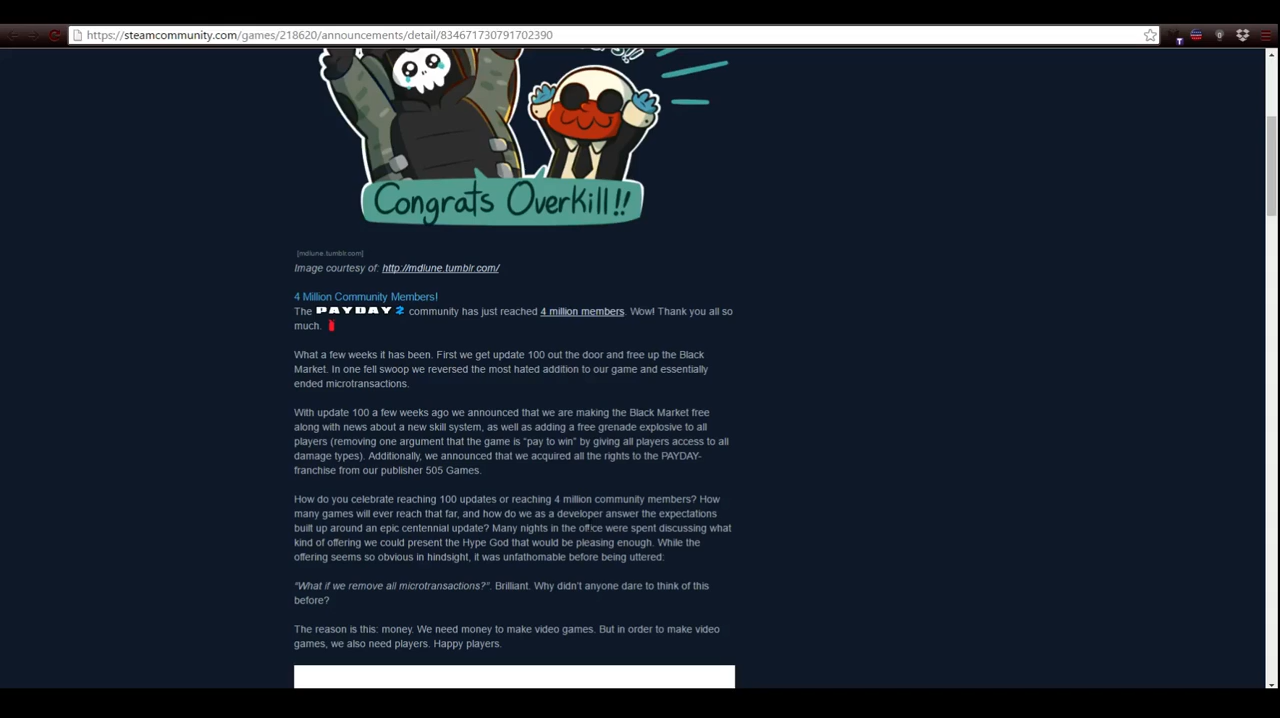 https://steamcommunity.com/games/218620/announcements/detail/834671730791702390
Congrats Overkill!!
[mdlune.tumblr.com]
Image courtesy of: http://mdlune.tumblr.com/
4 Million Community Members!
The PAYDAY 2 community has just reached 4 million members. Wow! Thank you all so
much.
What a few weeks it has been. First we get update 100 out the door and free up the Black
Market. In one fell swoop we reversed the most hated addition to our game and essentially
ended microtransactions.
With update 100 a few weeks ago we announced that we are making the Black Market free
along with news about a new skill system, as well as adding a free grenade explosive to all
players (removing one argument that the game is “pay to win” by giving all players access to all
damage types). Additionally, we announced that we acquired all the rights to the PAYDAY-
franchise from our publisher 505 Games.
How do you celebrate reaching 100 updates or reaching 4 million community members? How
many games will ever reach that far, and how do we as a developer answer the expectations
built up around an epic centennial update? Many nights in the office were spent discussing what
kind of offering we could present the Hype God that would be pleasing enough. While the
offering seems so obvious in hindsight, it was unfathomable before being uttered:
“What if we remove all microtransactions?”. Brilliant. Why didn’t anyone dare to think of this
before?
The reason is this: money. We need money to make video games. But in order to make video
games, we also need players. Happy players.